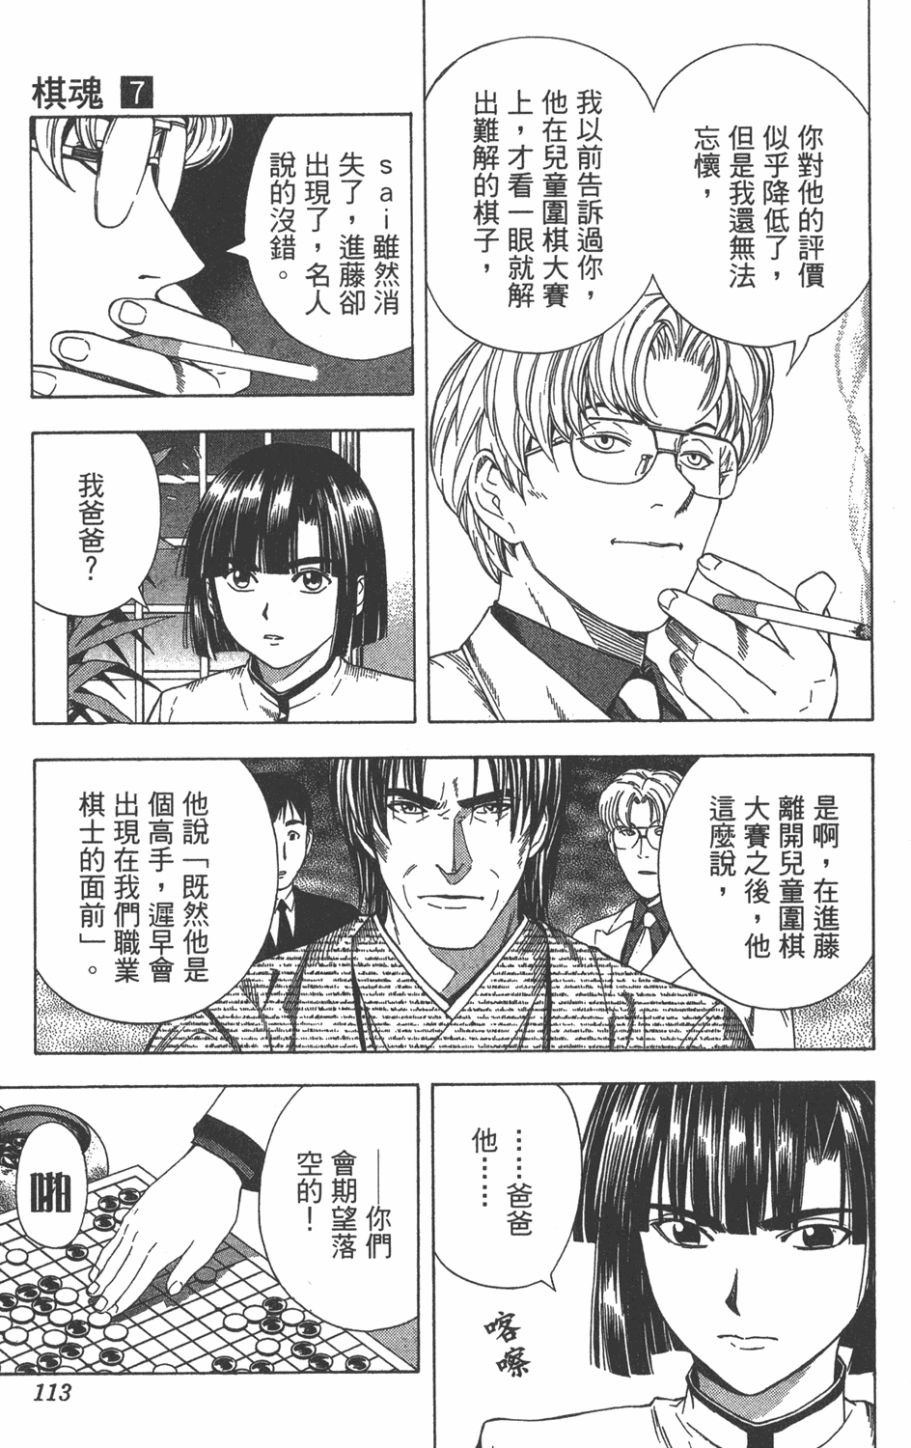 棋魂 7
你對他的評價
似乎降低了，
但是我還無法
忘懷，
我以前告訴過你，
他在兒童圍棋大賽
上，才看一眼就解
出難解的棋子，
sai雖然消
失了，進藤卻
出現了，名人
說的沒錯。
我爸爸？
是啊，在進藤
離開兒童圍棋
大賽之後，他
這麼說，
他說「既然他是
個高手，遲早會
出現在我們職業
棋士的面前」。
……爸爸
他……
喀嚓
——你們
會期望落
空的！
啪
113